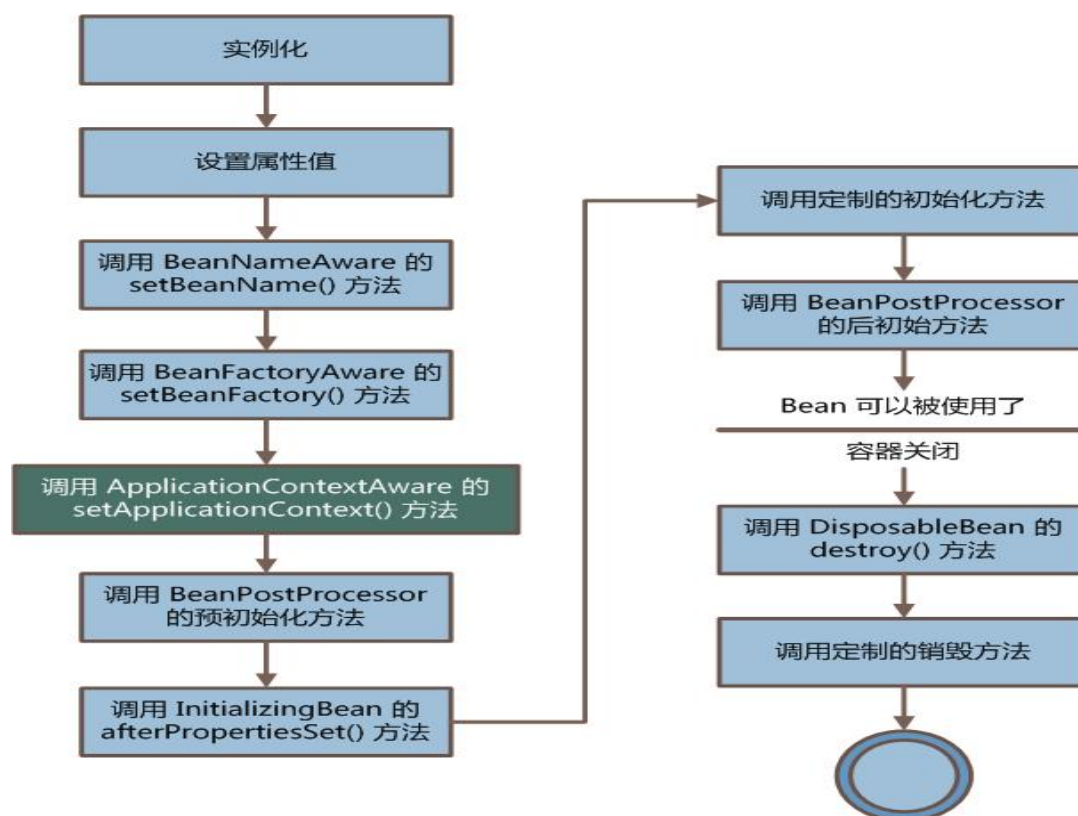 实例化
设置属性值
调用 BeanNameAware 的
setBeanName() 方法
调用 BeanFactoryAware 的
setBeanFactory() 方法
调用 ApplicationContextAware 的
setApplicationContext() 方法
调用 BeanPostProcessor
的预初始化方法
调用 InitializingBean 的
afterPropertiesSet() 方法
调用定制的初始化方法
调用 BeanPostProcessor
的后初始方法
Bean 可以被使用了
容器关闭
调用 DisposableBean 的
destroy() 方法
调用定制的销毁方法